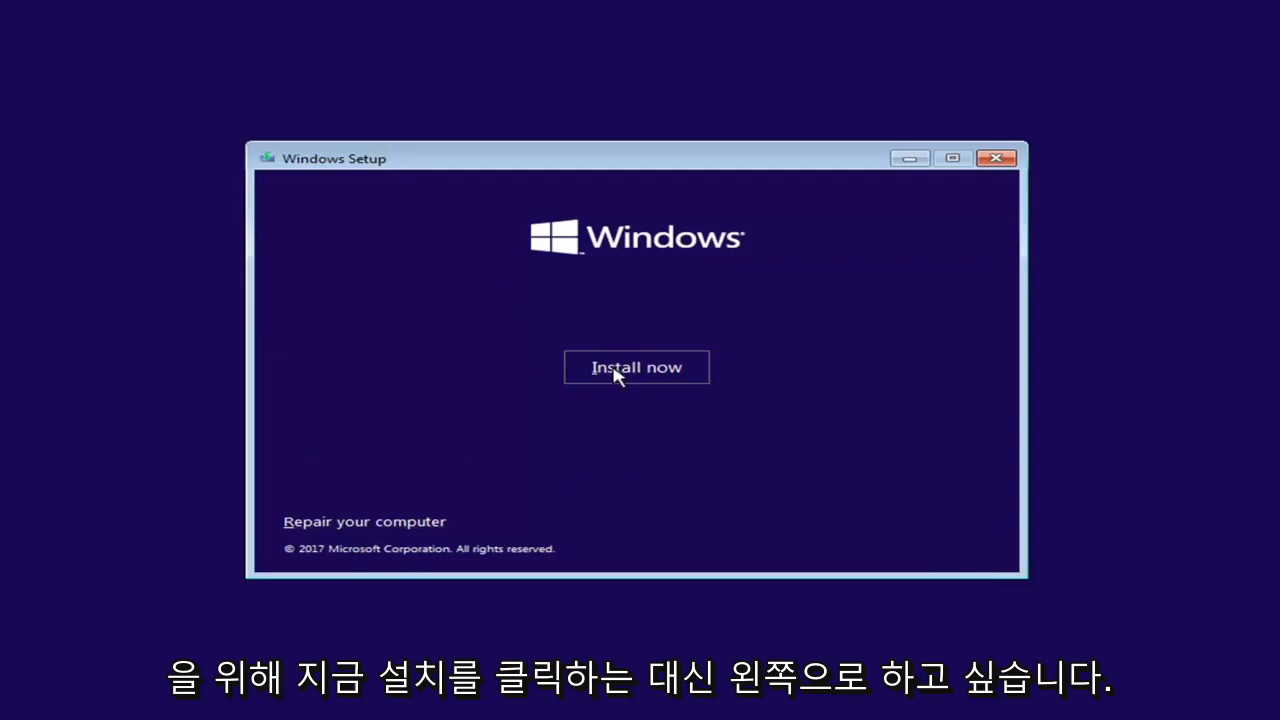 Windows Setup
Windows
Install now
Repair your computer
© 2017 Microsoft Corporation. All rights reserved.
을 위해 지금 설치를 클릭하는 대신 왼쪽으로 하고 싶습니다.